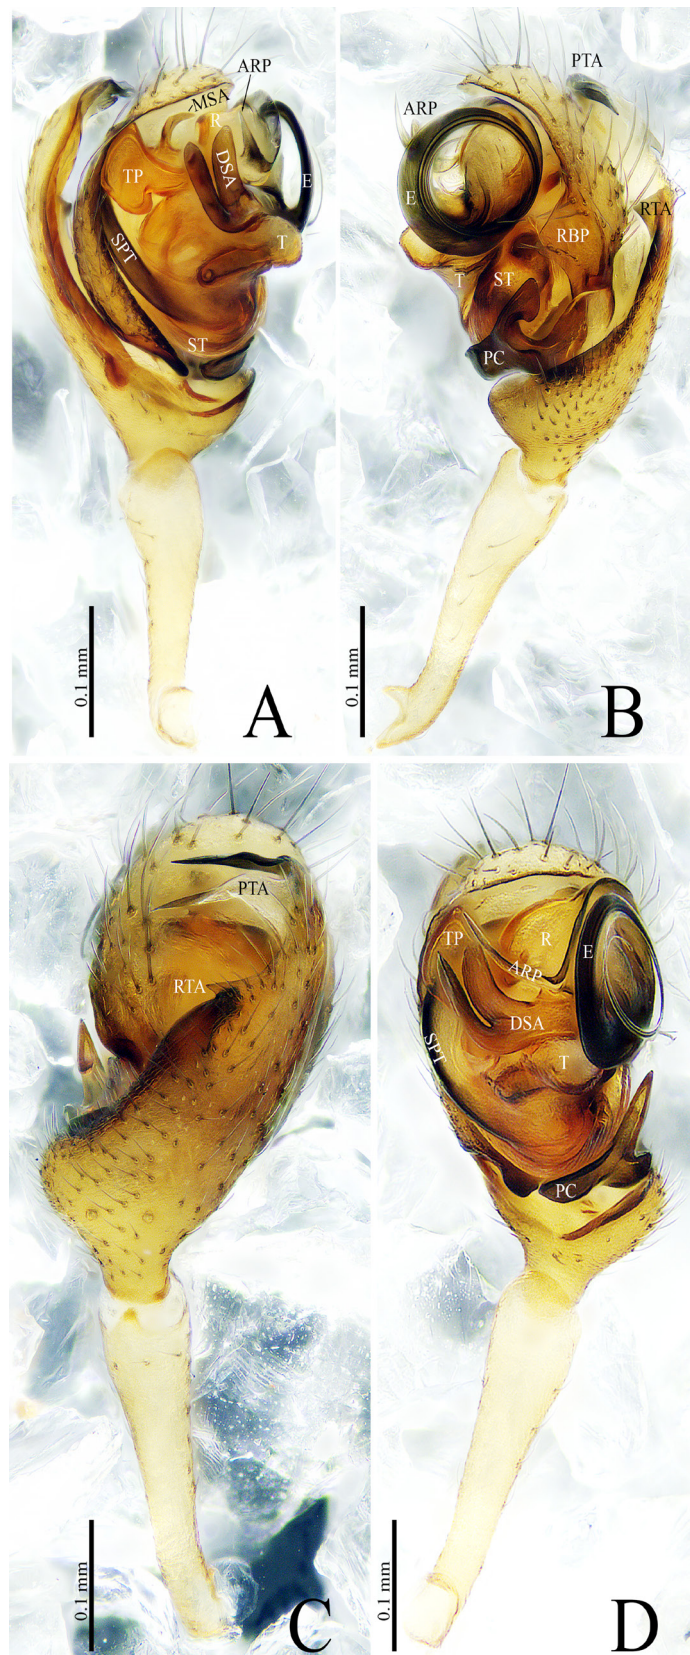 ARP
MSA
R
DSA
TP
E
SPT
T
ST
0.1 mm
A
PTA
ARP
E
RTA
RBP
T
ST
PC
0.1 mm
B
PTA
RTA
0.1 mm
C
TP
R
E
ARP
DSA
SPT
T
PC
0.1 mm
D